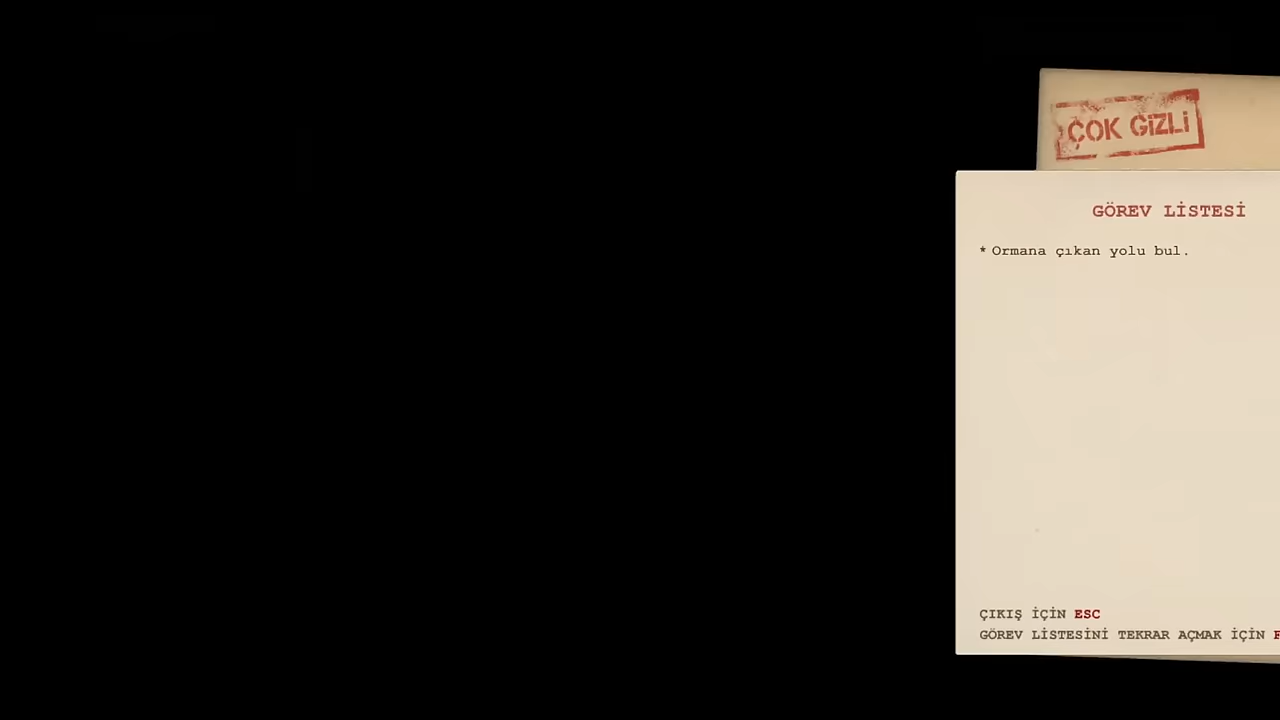 ÇOK GİZLİ
GÖREV LİSTESİ
* Ormana çıkan yolu bul.
ÇIKIŞ İÇİN ESC
GÖREV LİSTESİNİ TEKRAR AÇMAK İÇİN